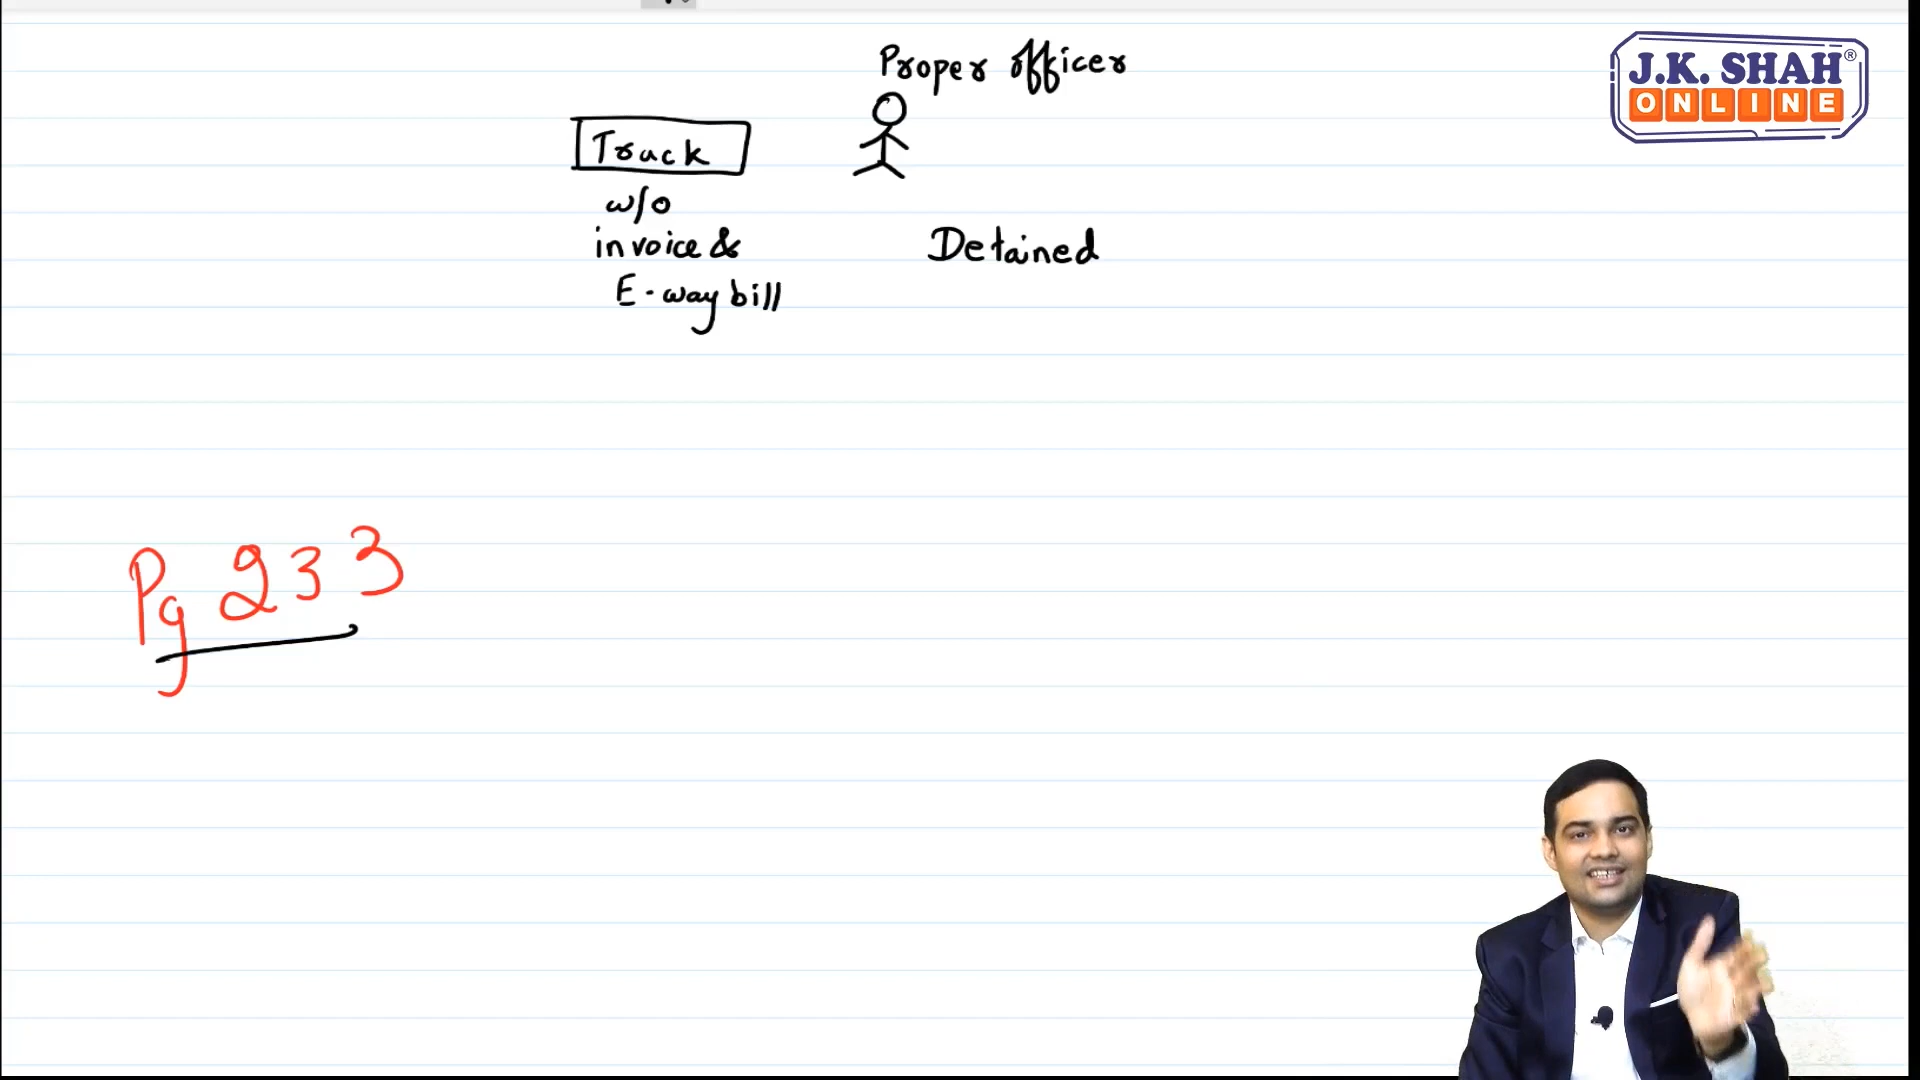 Proper officer
J.K. SHAH®
ONLINE
Truck
w/o
invoice &
Detained
E-way bill
Pg 233